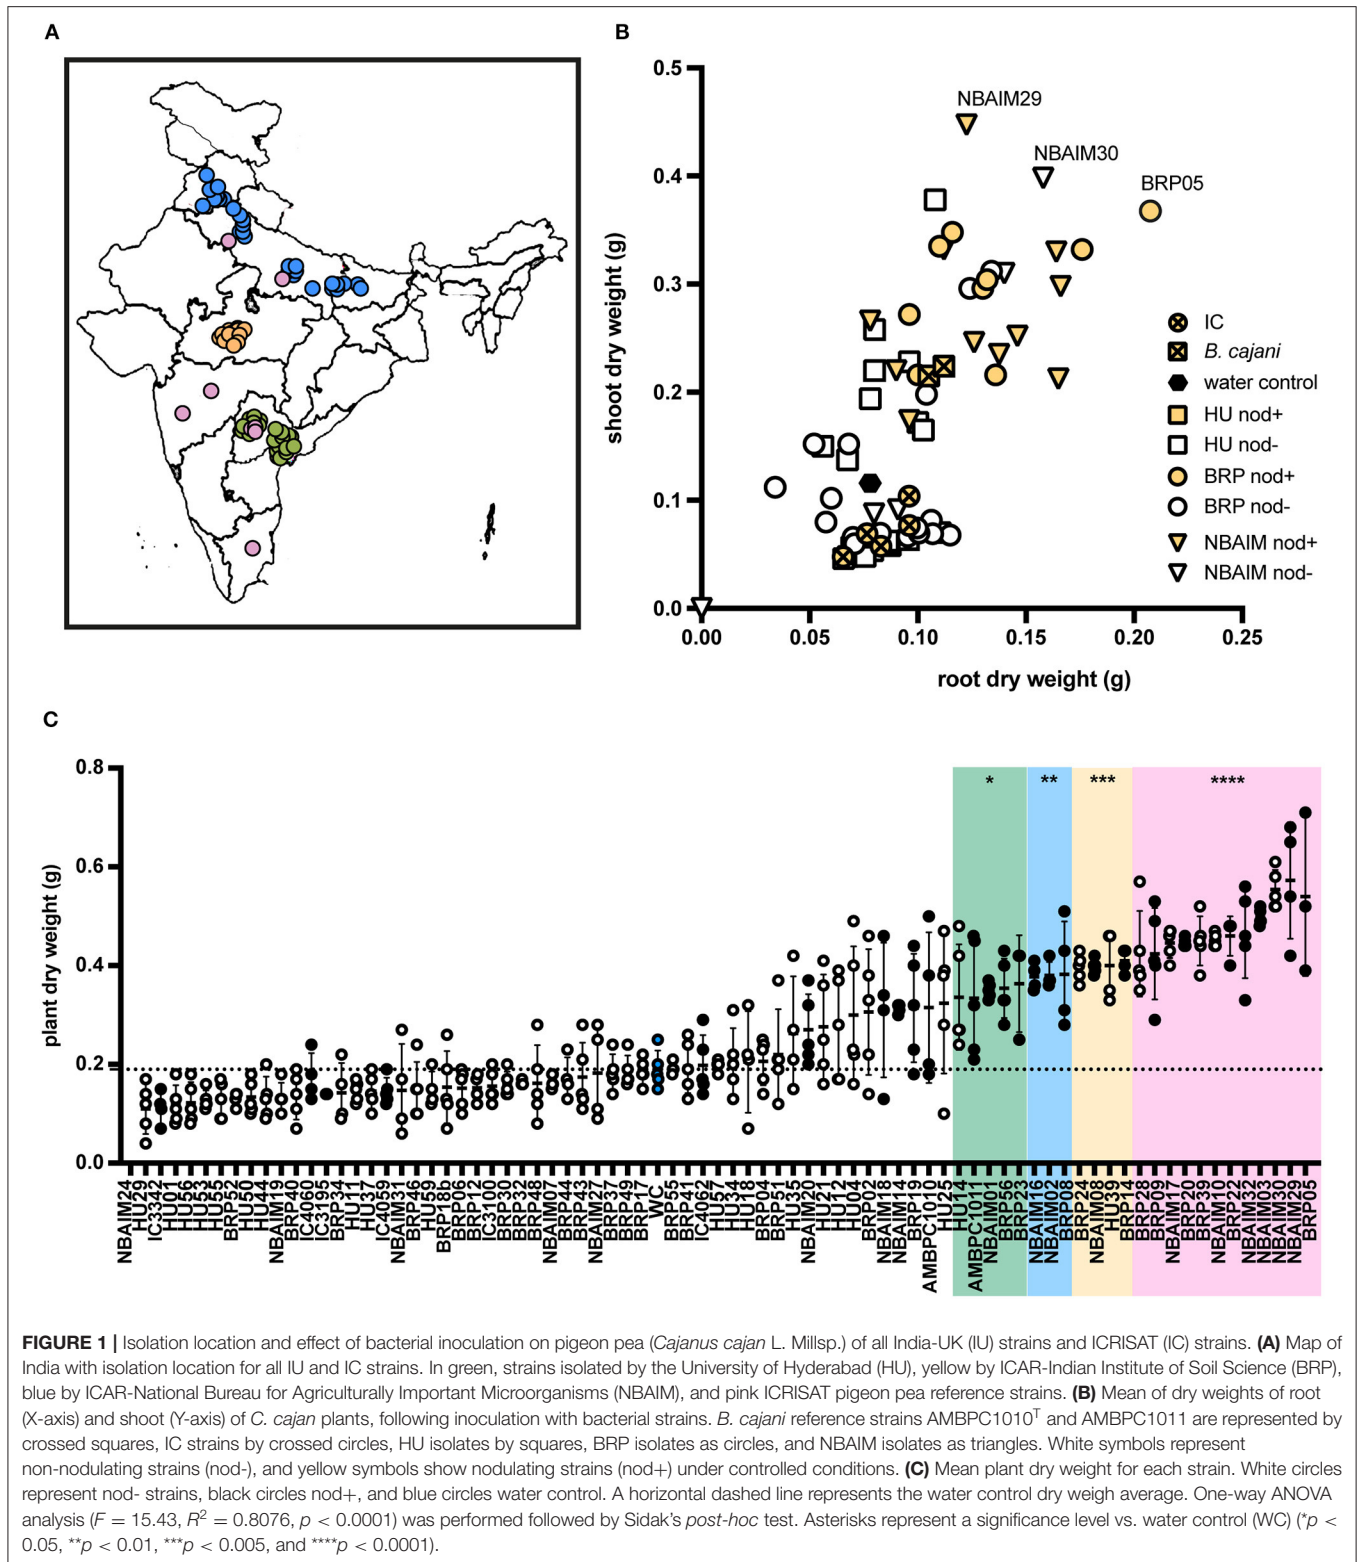 A
B
0.5
0.4
0.3
0.2
0.1
0.0
shoot dry weight (g)
NBAIM29
NBAIM30
BRP05
IC
B. cajani
water control
HU nod+
HU nod-
BRP nod+
BRP nod-
NBAIM nod+
NBAIM nod-
0.00 0.05 0.10 0.15 0.20 0.25
root dry weight (g)
C
0.8
0.6
0.4
0.2
0.0
plant dry weight (g)
* ** *** ****
NBAIM24
HU29
IC3342
HU01
HU56
HU53
HU55
BRP52
HU50
HU44
NBAIM19
BRP40
IC4060
IC3195
BRP34
HU11
HU37
IC4059
NBAIM31
HU46
HU59
BRP18b
BRP06
BRP12
IC3100
BRP30
BRP32
BRP48
NBAIM07
BRP44
BRP43
NBAIM27
BRP37
BRP49
BRP17
WC
BRP55
BRP41
IC4062
HU57
HU34
HU18
BRP04
BRP51
HU35
NBAIM20
HU21
HU12
HU04
BRP02
NBAIM18
NBAIM14
BRP19
AMBPC1010
HU25
HU14
AMBPC1011
NBAIM01
BRP56
BRP23
NBAIM16
NBAIM02
BRP08
BRP24
NBAIM08
HU39
BRP14
BRP28
BRP09
NBAIM17
BRP20
BRP39
NBAIM10
BRP22
NBAIM32
NBAIM03
NBAIM30
NBAIM29
BRP05
FIGURE 1 | Isolation location and effect of bacterial inoculation on pigeon pea (Cajanus cajan L. Millsp.) of all India-UK (IU) strains and ICRISAT (IC) strains. (A) Map of
India with isolation location for all IU and IC strains. In green, strains isolated by the University of Hyderabad (HU), yellow by ICAR-Indian Institute of Soil Science (BRP),
blue by ICAR-National Bureau for Agriculturally Important Microorganisms (NBAIM), and pink ICRISAT pigeon pea reference strains. (B) Mean of dry weights of root
(X-axis) and shoot (Y-axis) of C. cajan plants, following inoculation with bacterial strains. B. cajani reference strains AMBPC1010T and AMBPC1011 are represented by
crossed squares, IC strains by crossed circles, HU isolates by squares, BRP isolates as circles, and NBAIM isolates as triangles. White symbols represent
non-nodulating strains (nod-), and yellow symbols show nodulating strains (nod+) under controlled conditions. (C) Mean plant dry weight for each strain. White circles
represent nod- strains, black circles nod+, and blue circles water control. A horizontal dashed line represents the water control dry weigh average. One-way ANOVA
analysis (F = 15.43, R2 = 0.8076, p < 0.0001) was performed followed by Sidak's post-hoc test. Asterisks represent a significance level vs. water control (WC) (*p <
0.05, **p < 0.01, ***p < 0.005, and ****p < 0.0001).